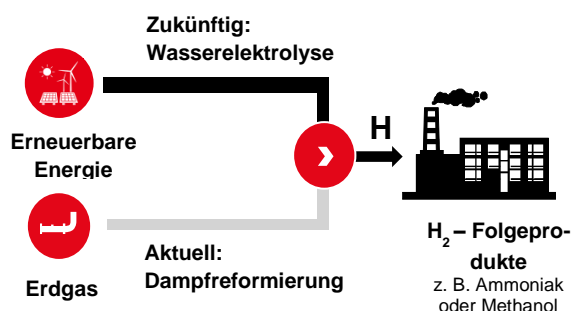 Zukünftig:
Wasserelektrolyse
Erneuerbare
Energie
H
Aktuell:
Dampfreformierung
Erdgas
H₂ – Folgepro-
dukte
z. B. Ammoniak
oder Methanol